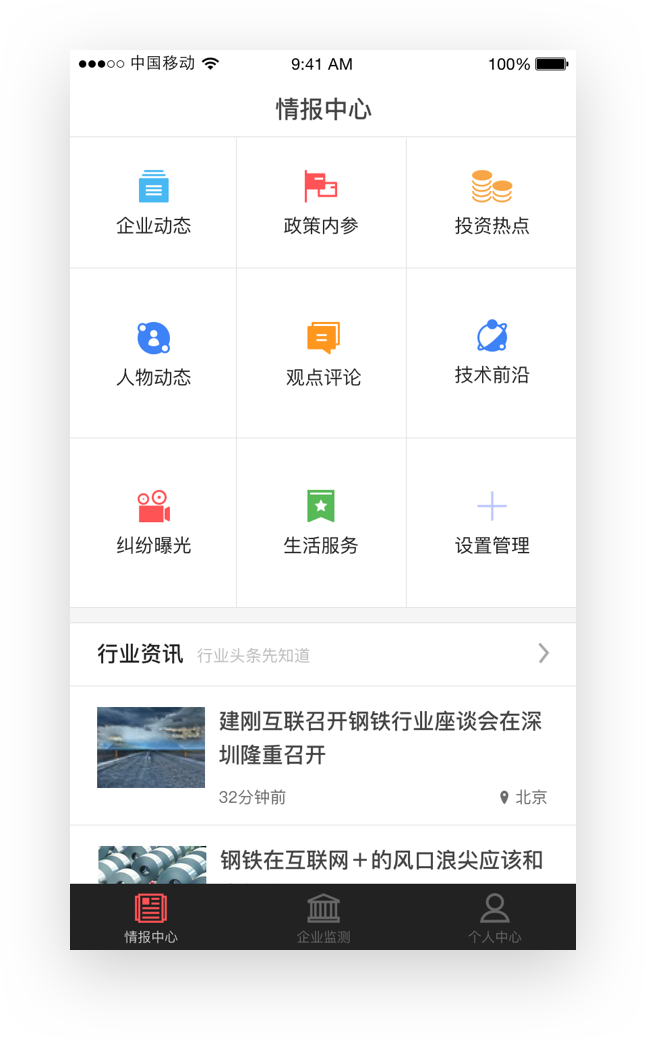 中国移动 9:41 AM 100%
情报中心
企业动态 政策内参 投资热点
人物动态 观点评论 技术前沿
纠纷曝光 生活服务 设置管理
行业资讯 行业头条先知道
建刚互联召开钢铁行业座谈会在深
圳隆重召开
32分钟前 北京
钢铁在互联网＋的风口浪尖应该和
情报中心 企业监测 个人中心